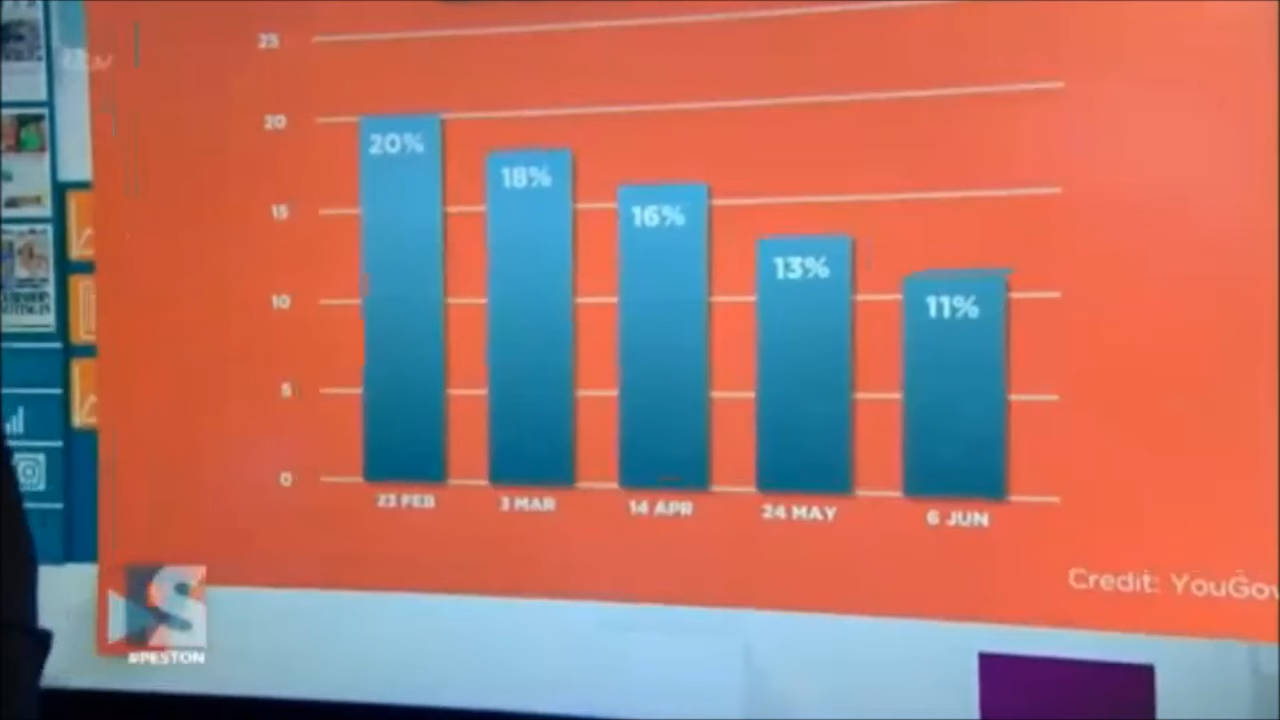 25
itv
20
20%
18%
15
16%
13%
10
11%
5
0
23 FEB
3 MAR
14 APR
24 MAY
6 JUN
Credit: YouGov
#PESTON